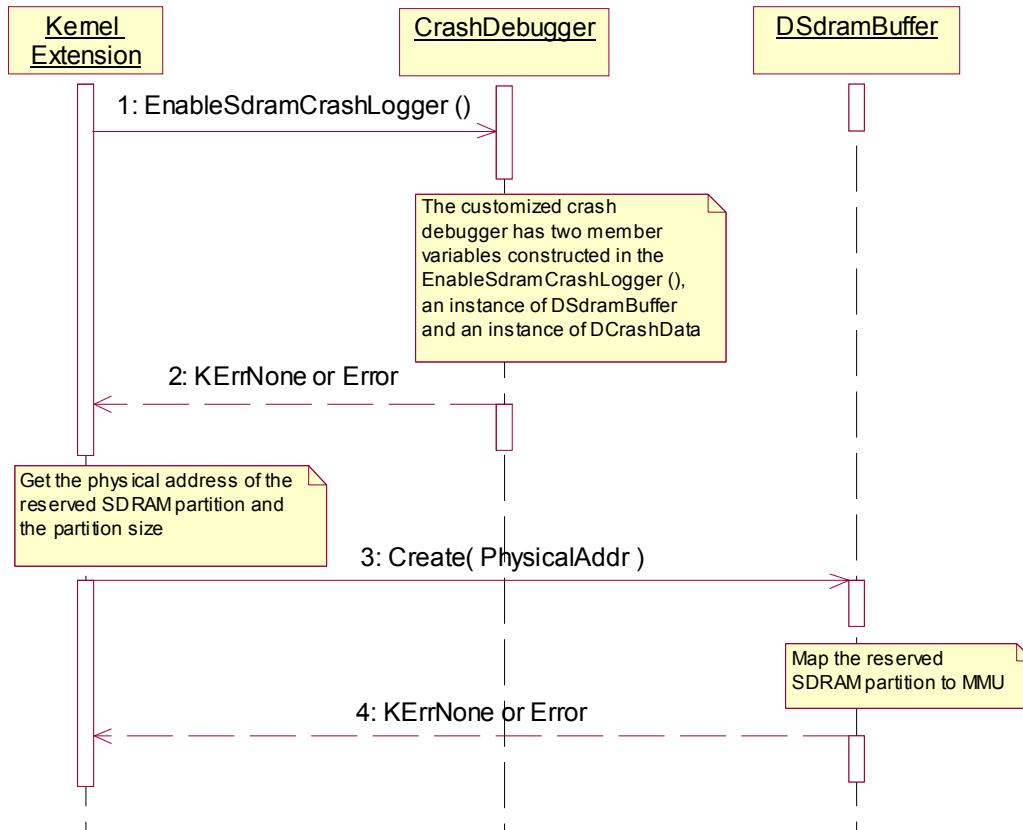 Kernel
Extension
CrashDebugger
DSdramBuffer
1: EnableSdramCrashLogger ()
The customized crash
debugger has two member
variables constructed in the
EnableSdramCrashLogger (),
an instance of DSdramBuffer
and an instance of DCrashData
2: KErrNone or Error
Get the physical address of the
reserved SDRAM partition and
the partition size
3: Create( PhysicalAddr )
Map the reserved
SDRAM partition to MMU
4: KErrNone or Error